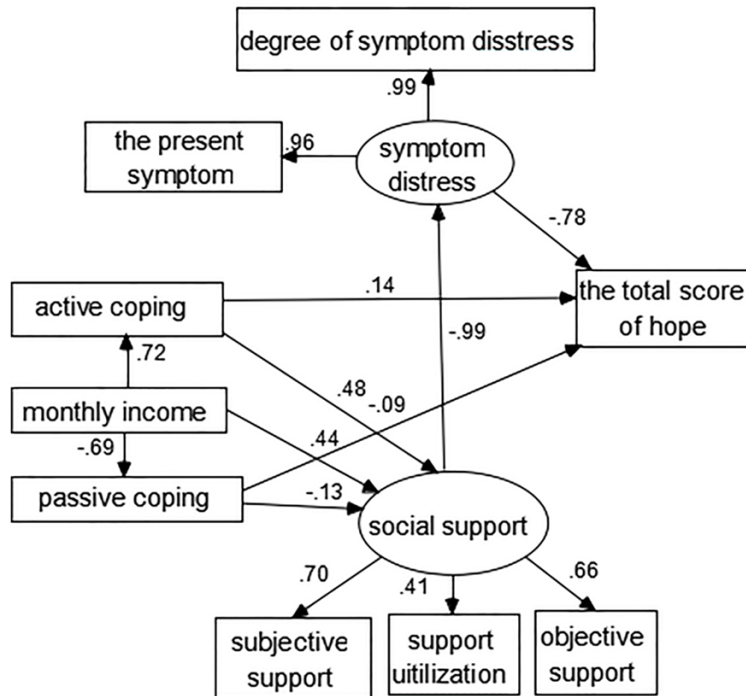 degree of symptom disstress
.99
the present
symptom
.96
symptom
distress
-.78
active coping
.14
the total score
of hope
.72
-.99
monthly income
.48
-.09
-.69
.44
passive coping
-.13
social support
.70
.41
.66
subjective
support
support
uitilization
objective
support